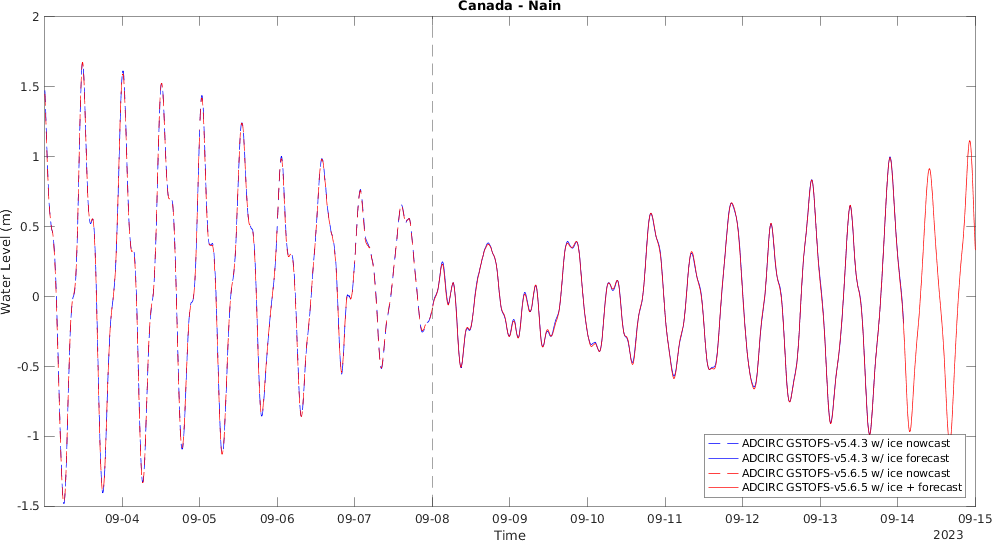 Canada - Nain
2
1.5
1
0.5
0
-0.5
-1
-1.5
Water Level (m)
ADCIRC GSTOFS-v5.4.3 w/ ice nowcast
ADCIRC GSTOFS-v5.4.3 w/ ice forecast
ADCIRC GSTOFS-v5.6.5 w/ ice nowcast
ADCIRC GSTOFS-v5.6.5 w/ ice + forecast
09-04 09-05 09-06 09-07 09-08 09-09 09-10 09-11 09-12 09-13 09-14 09-15
Time
2023